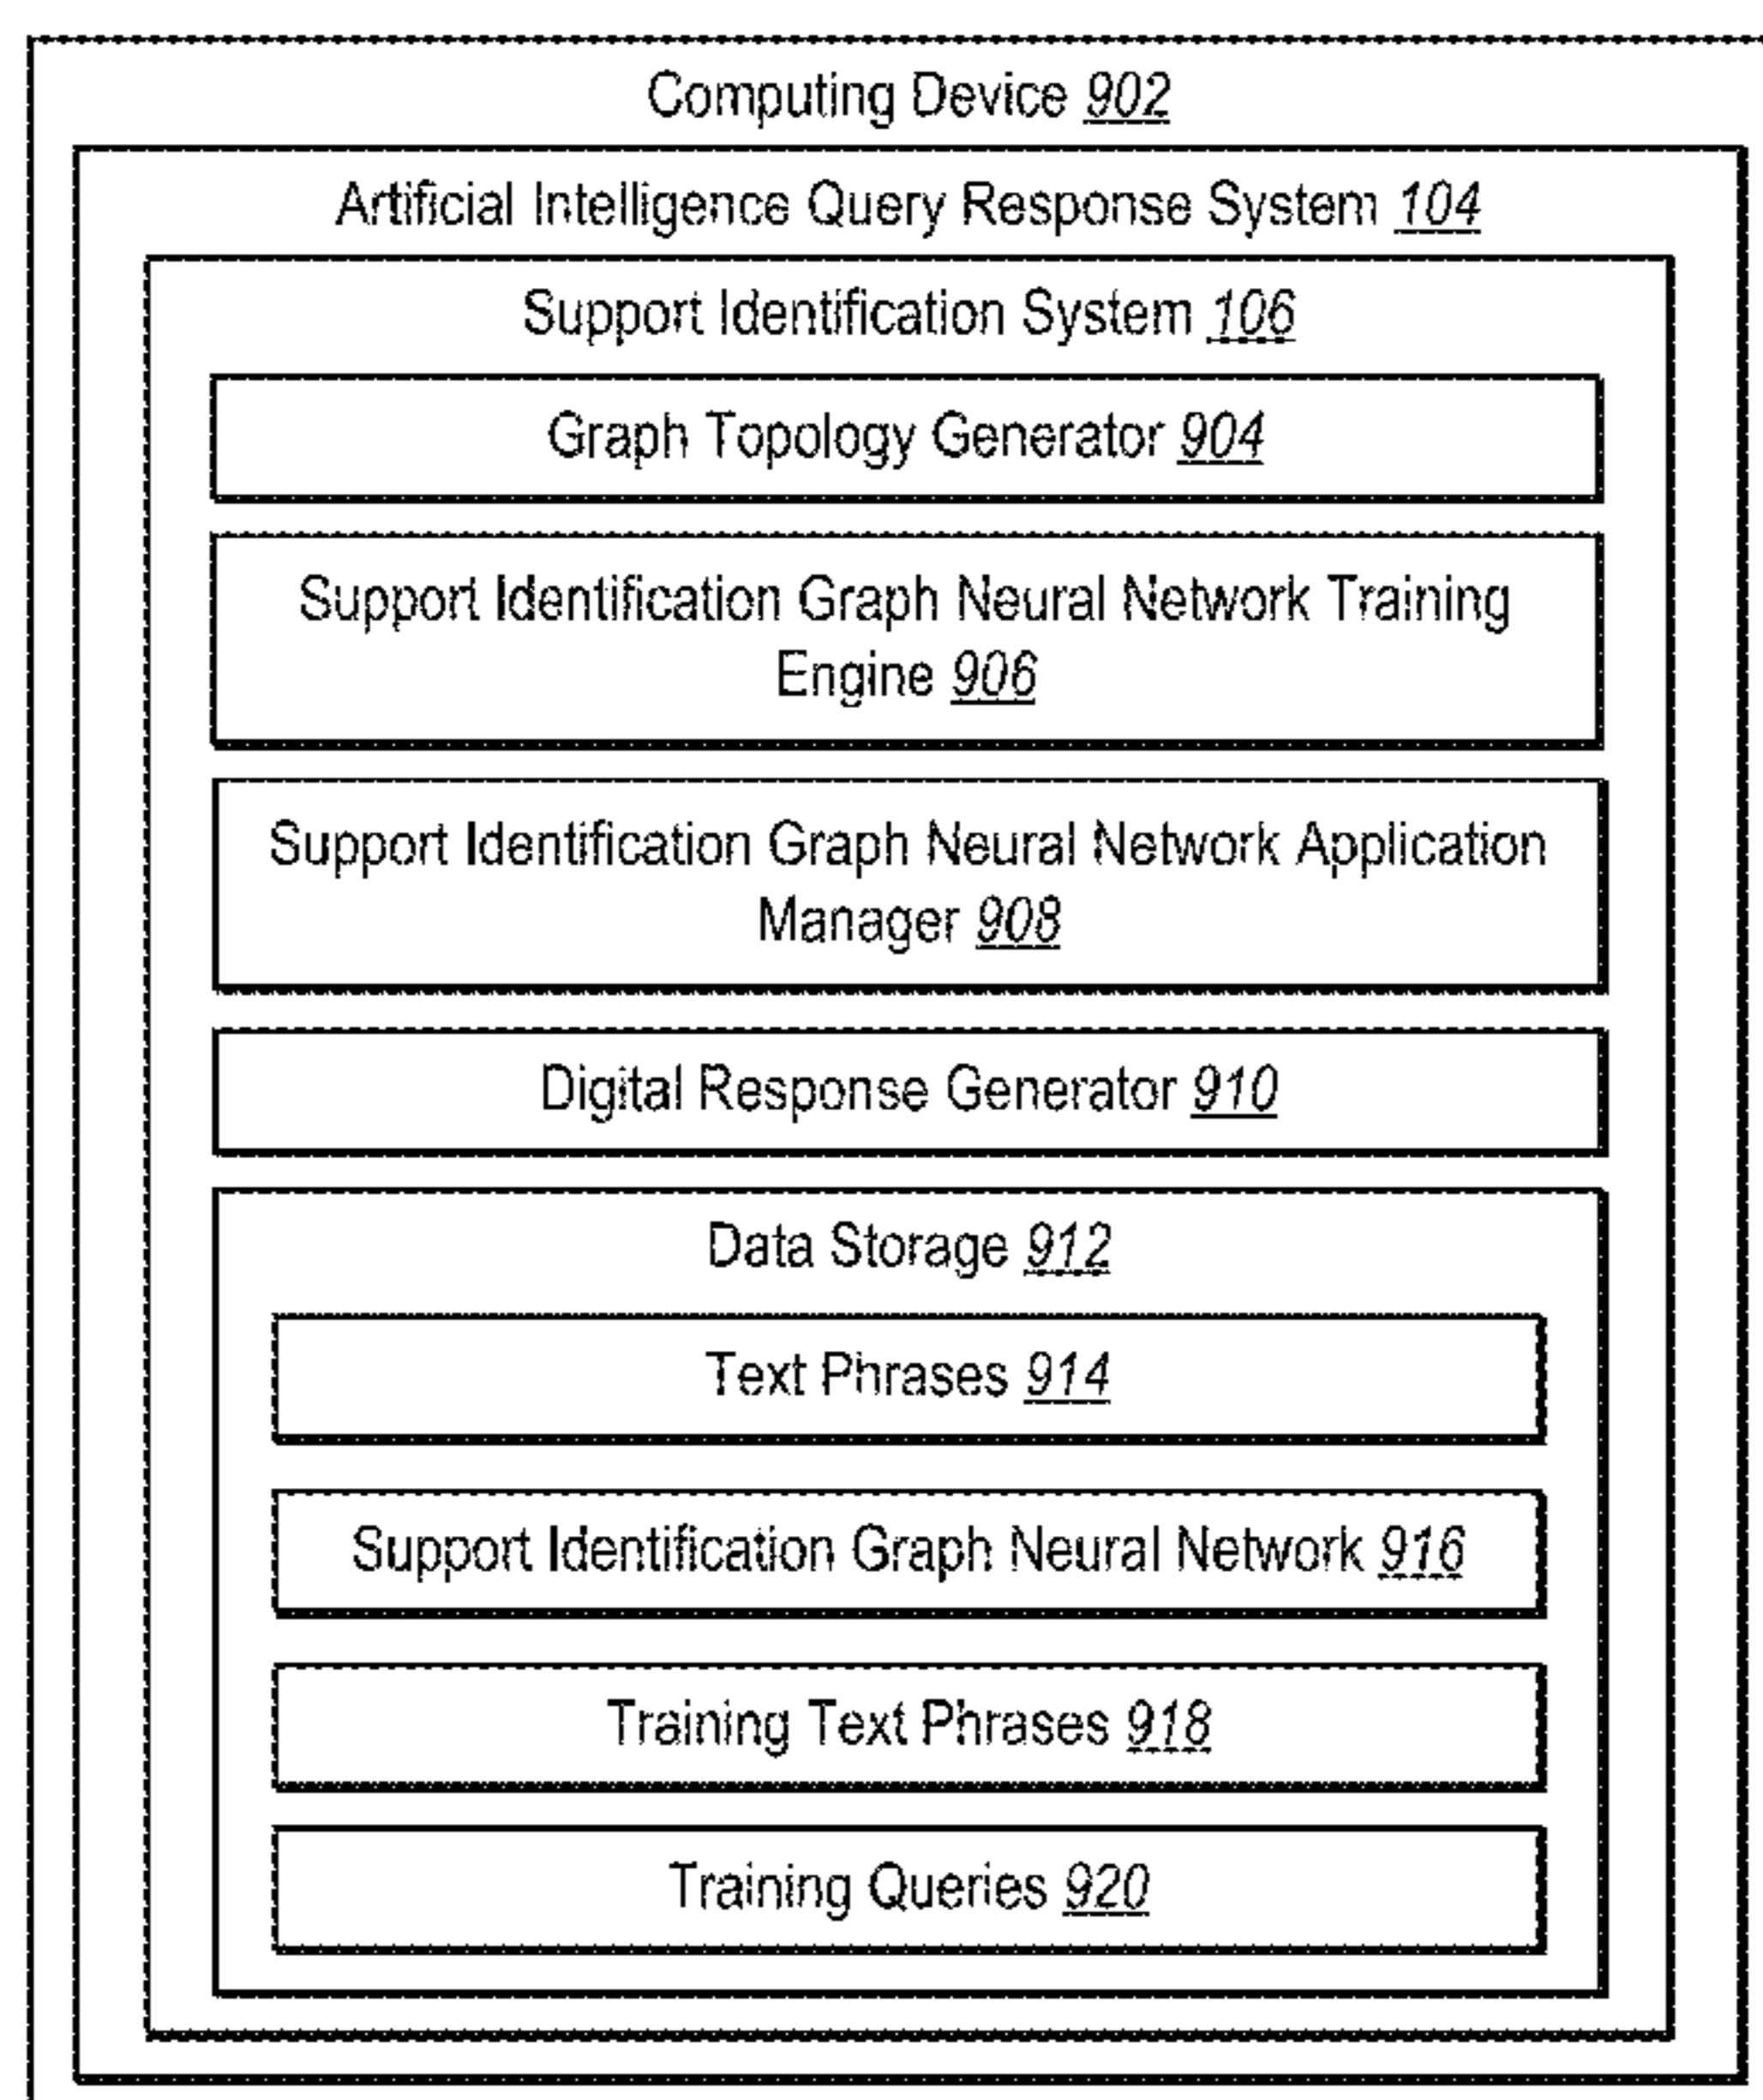 Computing Device 902
Artificial Intelligence Query Response System 104
Support Identification System 106
Graph Topology Generator 904
Support Identification Graph Neural Network Training
Engine 906
Support Identification Graph Neural Network Application
Manager 908
Digital Response Generator 910
Data Storage 912
Text Phrases 914
Support Identification Graph Neural Network 916
Training Text Phrases 918
Training Queries 920